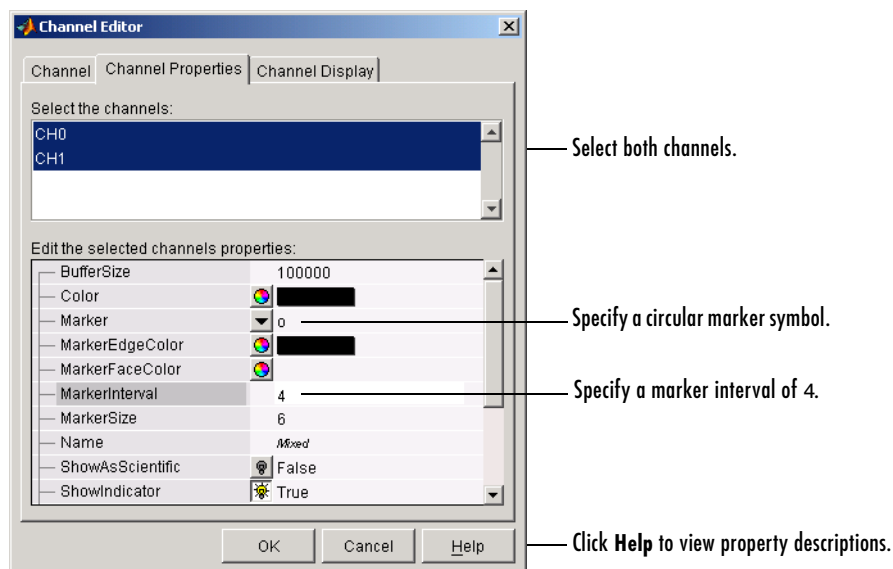 Channel Editor
Channel Channel Properties Channel Display
Select the channels:
CH0
CH1
Select both channels.
Edit the selected channels properties:
BufferSize 100000
Color
Marker o
Specify a circular marker symbol.
MarkerEdgeColor
MarkerFaceColor
MarkerInterval 4
Specify a marker interval of 4.
MarkerSize 6
Name Mixed
ShowAsScientific False
ShowIndicator True
OK Cancel Help
Click Help to view property descriptions.